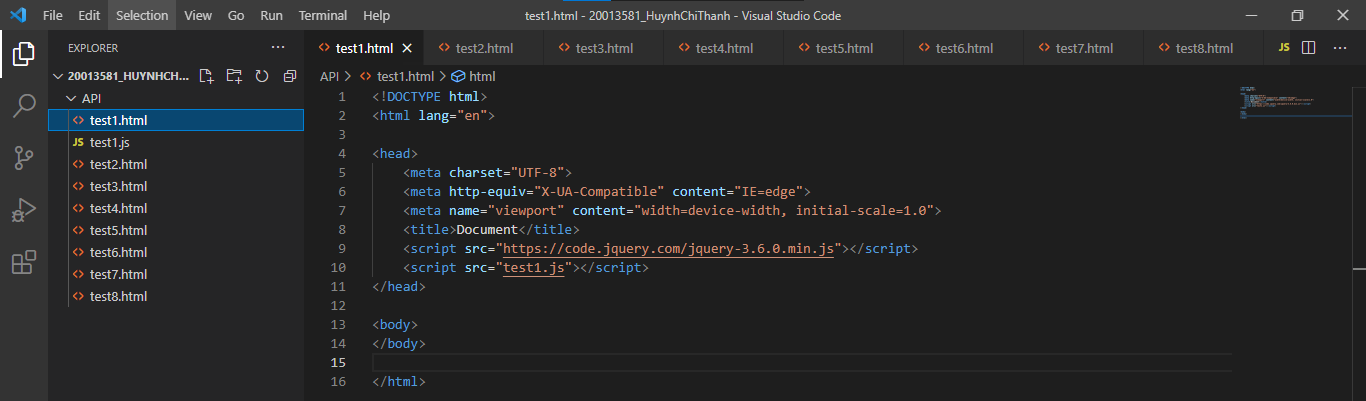 File Edit Selection View Go Run Terminal Help test1.html - 20013581_HuynhChiThanh - Visual Studio Code
EXPLORER ···
test1.html test2.html test3.html test4.html test5.html test6.html test7.html test8.html JS ···
20013581_HUYNHCH...
API
test1.html
JS test1.js
test2.html
test3.html
test4.html
test5.html
test6.html
test7.html
test8.html
API > test1.html > html
1 <!DOCTYPE html>
2 <html lang="en">
3
4 <head>
5 <meta charset="UTF-8">
6 <meta http-equiv="X-UA-Compatible" content="IE=edge">
7 <meta name="viewport" content="width=device-width, initial-scale=1.0">
8 <title>Document</title>
9 <script src="https://code.jquery.com/jquery-3.6.0.min.js"></script>
10 <script src="test1.js"></script>
11 </head>
12
13 <body>
14 </body>
15
16 </html>